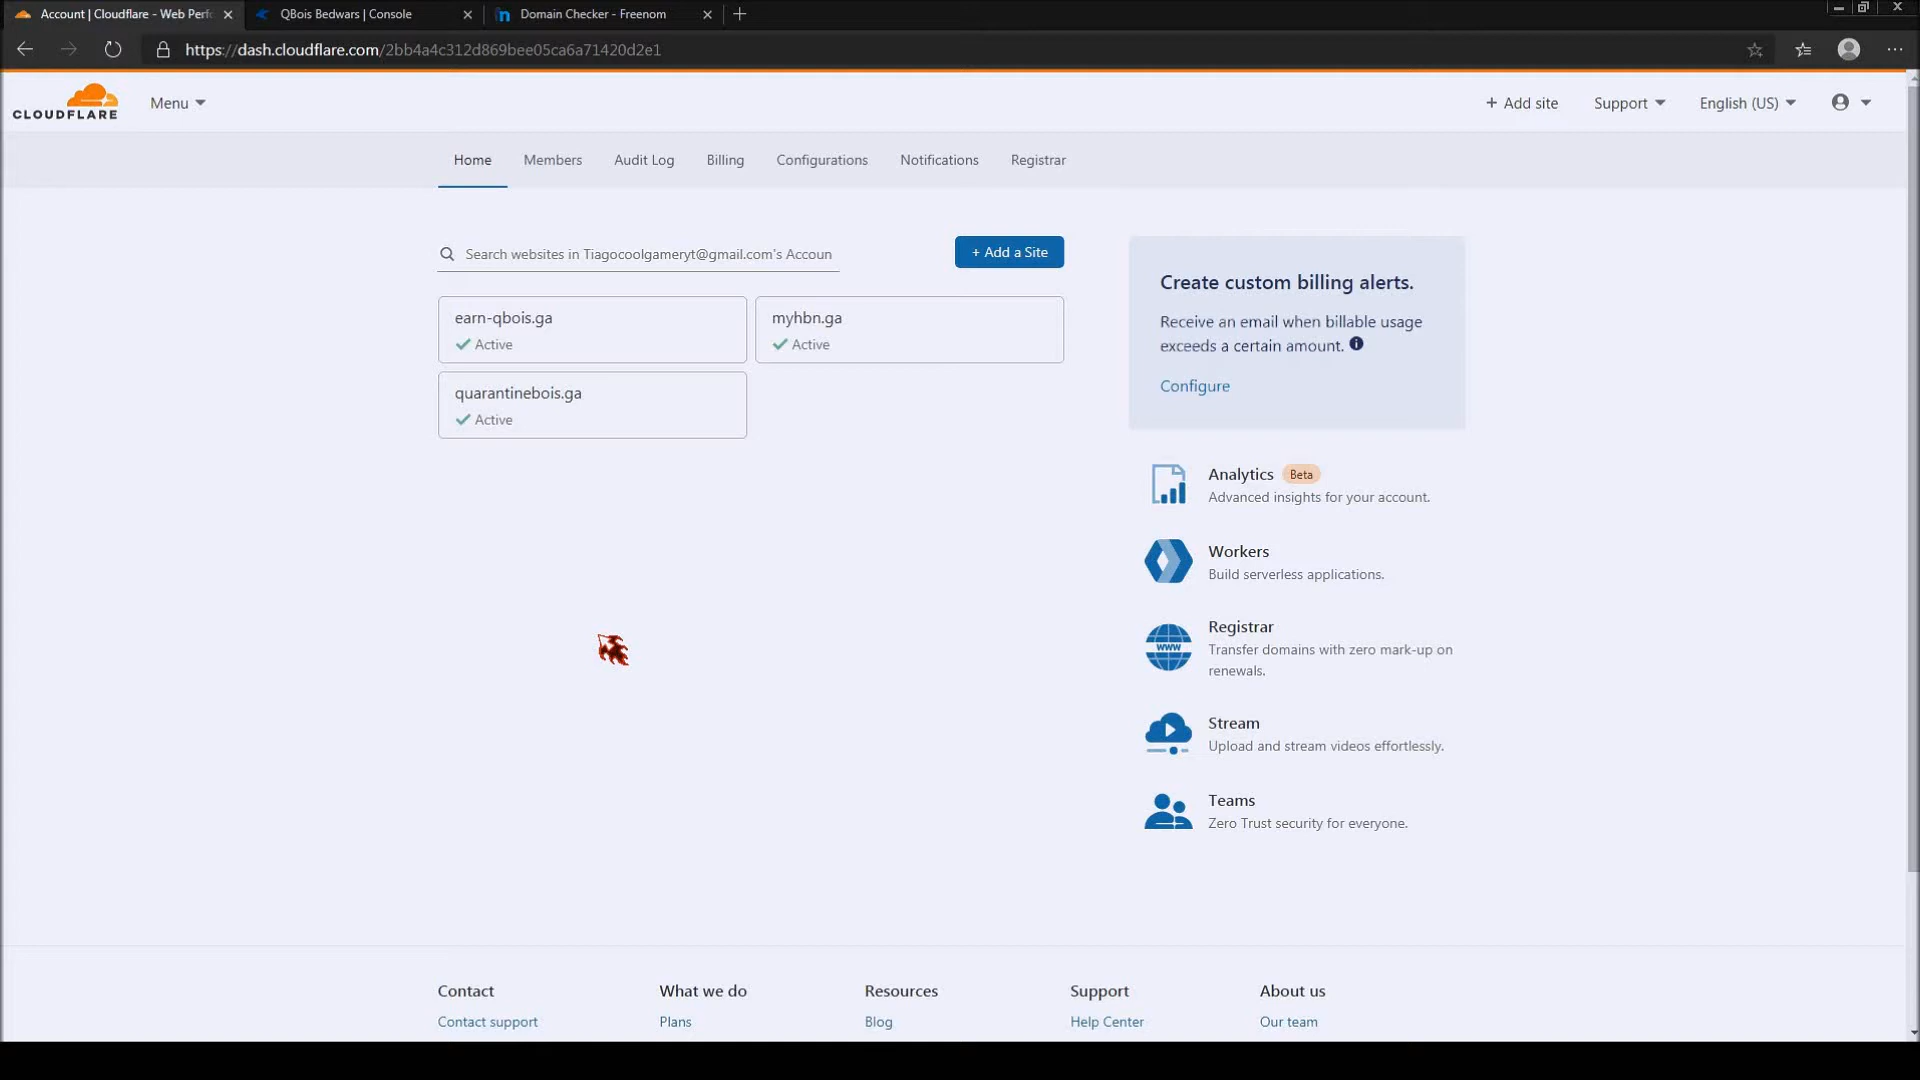 Account | Cloudflare - Web Perf
QBois Bedwars | Console
Domain Checker - Freenom
https://dash.cloudflare.com/2bb4a4c312d869bee05ca6a71420d2e1
CLOUDFLARE
Menu
+ Add site
Support
English (US)
Home
Members
Audit Log
Billing
Configurations
Notifications
Registrar
Search websites in Tiagocoolgameryt@gmail.com's Accoun
+ Add a Site
earn-qbois.ga
Active
myhbn.ga
Active
quarantinebois.ga
Active
Create custom billing alerts.
Receive an email when billable usage
exceeds a certain amount.
Configure
Analytics Beta
Advanced insights for your account.
Workers
Build serverless applications.
WWW
Registrar
Transfer domains with zero mark-up on
renewals.
Stream
Upload and stream videos effortlessly.
Teams
Zero Trust security for everyone.
Contact
What we do
Resources
Support
About us
Contact support
Plans
Blog
Help Center
Our team